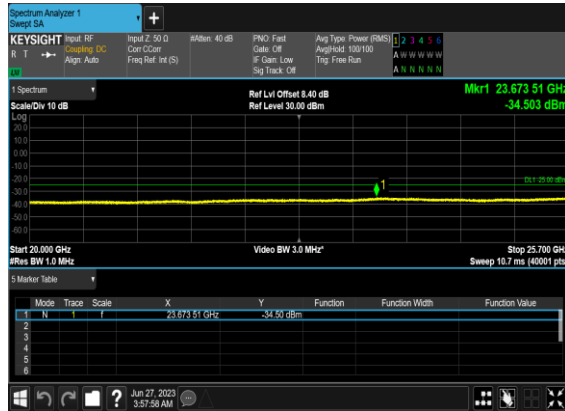 Spectrum Analyzer 1
Swept SA
+
KEYSIGHT Input: RF Input Z: 50 Ω #Atten: 40 dB PNO: Fast Avg Type: Power (RMS) 1 2 3 4 5 6
R T Coupling: DC Corr CCorr Gate: Off Avg|Hold: 100/100 A W W W W W
Align: Auto Freq Ref: Int (S) IF Gain: Low Trig: Free Run
Sig Track: Off A N N N N N
1 Spectrum Ref Lvl Offset 8.40 dB Mkr1 23.673 51 GHz
Scale/Div 10 dB Ref Level 30.00 dBm -34.503 dBm
Log
20.0
10.0
0.00
-10.0
-20.0 DL1 -25.00 dBm
-30.0 1
-40.0
-50.0
-60.0
Start 20.000 GHz Video BW 3.0 MHz* Stop 25.700 GHz
#Res BW 1.0 MHz Sweep 10.7 ms (40001 pts)
5 Marker Table
Mode Trace Scale X Y Function Function Width Function Value
1 N 1 f 23.673 51 GHz -34.50 dBm
2
3
4
5
6
? Jun 27, 2023
3:57:58 AM